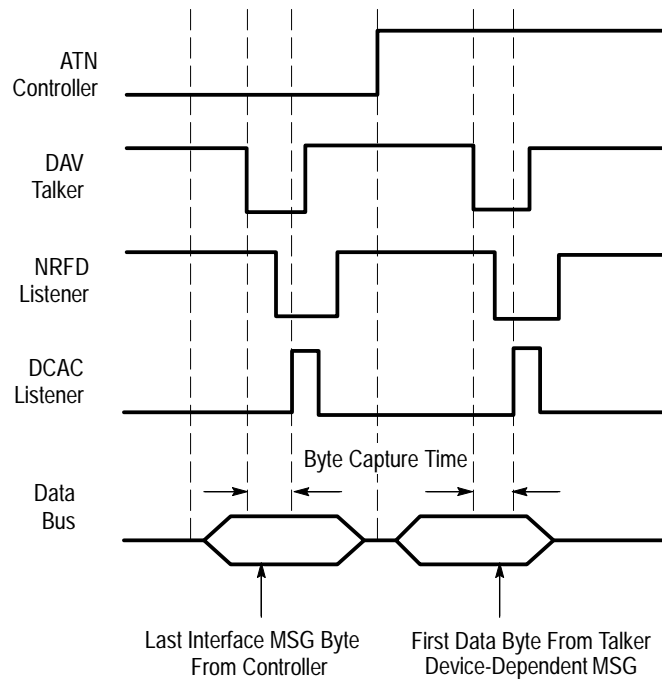 ATN
Controller
DAV
Talker
NRFD
Listener
DCAC
Listener
Byte Capture Time
Data
Bus
Last Interface MSG Byte
From Controller
First Data Byte From Talker
Device-Dependent MSG